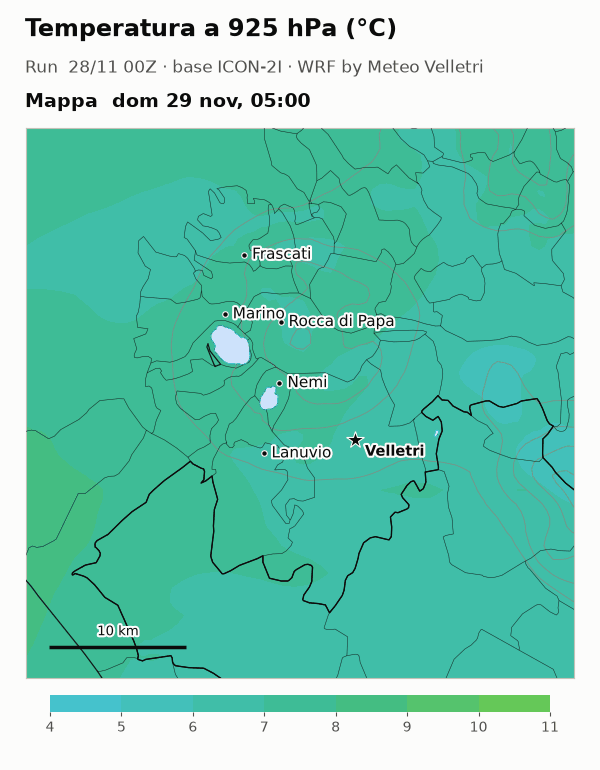 Temperatura a 925 hPa (°C)
Run  28/11 00Z · base ICON-2I · WRF by Meteo Velletri
Mappa  dom 29 nov, 05:00
Frascati
Marino
Rocca di Papa
Nemi
Velletri
Lanuvio
10 km
4 5 6 7 8 9 10 11